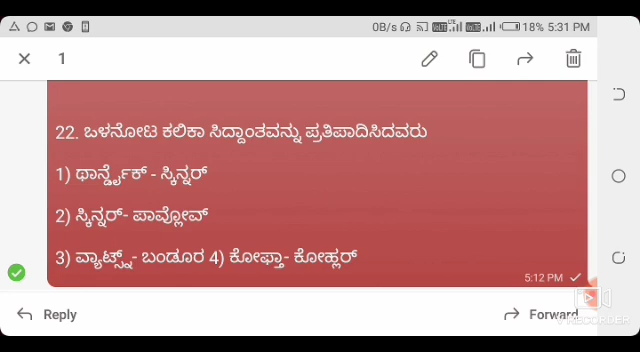 0B/s 18% 5:31 PM
1
22. ಒಳನೋಟ ಕಲಿಕಾ ಸಿದ್ದಾಂತವನ್ನು ಪ್ರತಿಪಾದಿಸಿದವರು
1) ಥಾರ್ನ್ಡೈಕ್ - ಸ್ಕಿನ್ನರ್
2) ಸ್ಕಿನ್ನರ್- ಪಾವ್ಲೋವ್
3) ವ್ಯಾಟ್ಸ್ನ್- ಬಂಡೂರ 4) ಕೋಫ್ತಾ- ಕೋಹ್ಲರ್
5:12 PM
Reply Forward
RECORDER